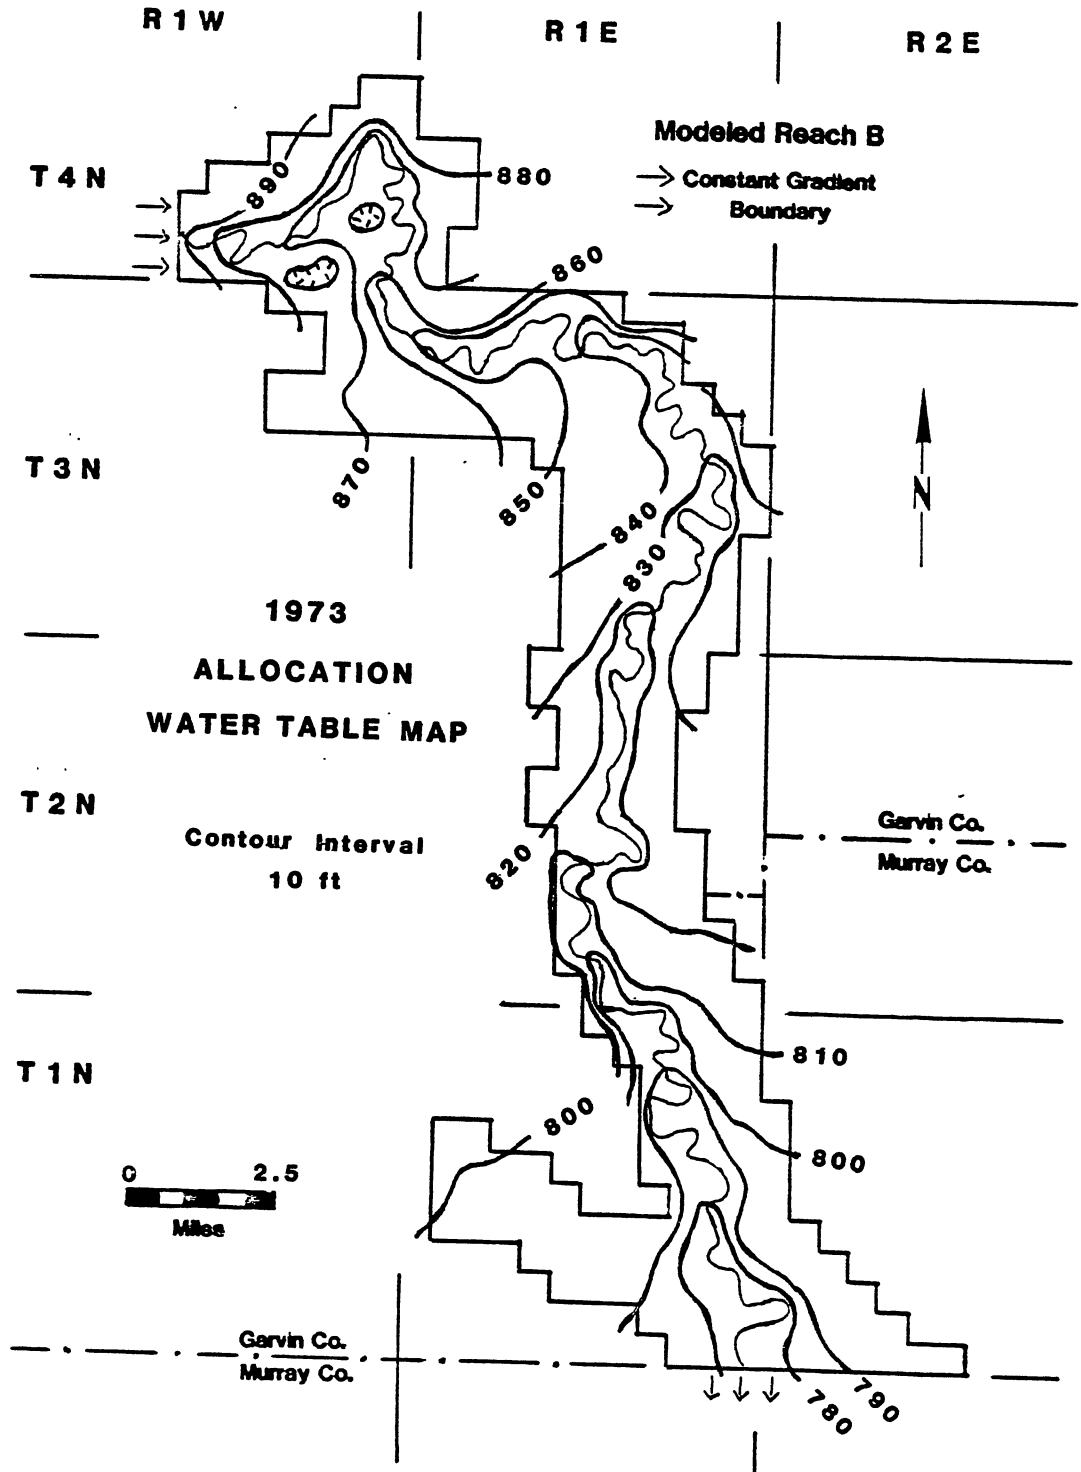 R 1 W
R 1 E
R 2 E
Modeled Reach B
Constant Gradient
Boundary
T 4 N
890
880
860
T 3 N
870
850
840
830
N
1973
ALLOCATION
WATER TABLE MAP
T 2 N
Contour Interval
10 ft
820
Garvin Co.
Murray Co.
810
T 1 N
800
800
0 2.5
Miles
Garvin Co.
Murray Co.
780
790